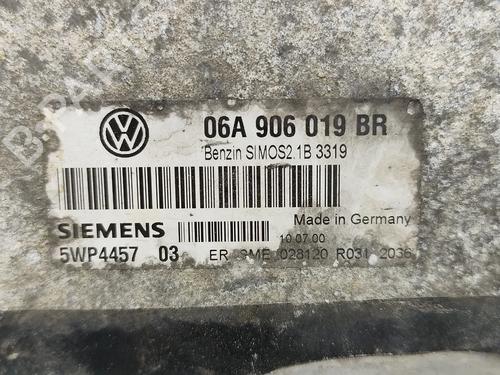 06A 906 019 BR
Benzin SIMOS2.1B 3319
SIEMENS
Made in Germany
10.07.00
5WP4457 03
ER SME 028120 R031 2036